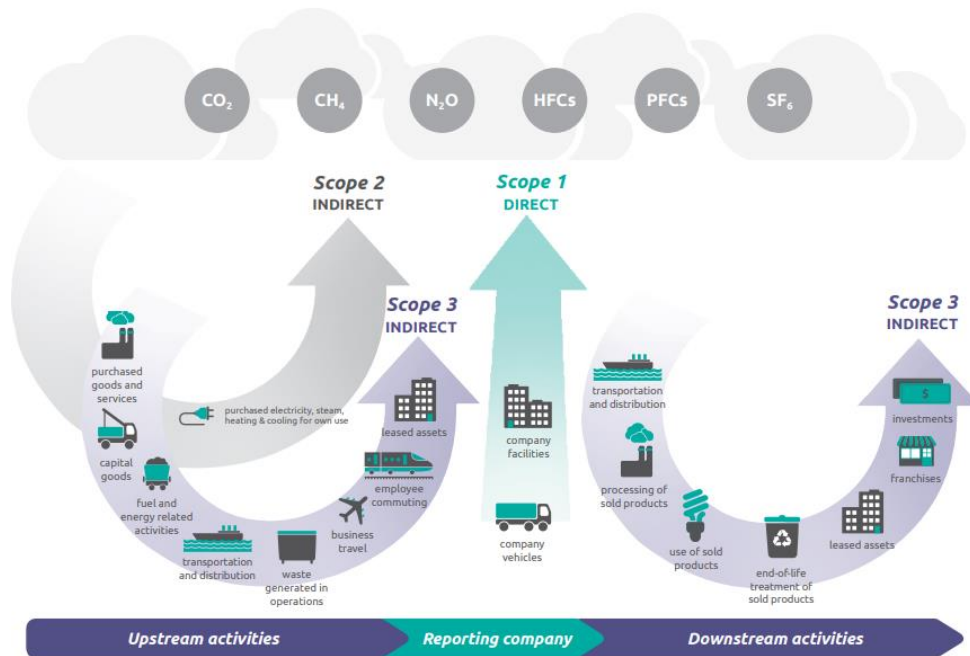 CO₂
CH₄
N₂O
HFCs
PFCs
SF₆
Scope 2
INDIRECT
Scope 1
DIRECT
Scope 3
INDIRECT
Scope 3
INDIRECT
purchased
goods and
services
capital
goods
fuel and
energy related
activities
transportation
and distribution
waste
generated in
operations
business
travel
employee
commuting
leased assets
purchased electricity, steam,
heating & cooling for own use
company
facilities
company
vehicles
transportation
and distribution
processing of
sold products
use of sold
products
end-of-life
treatment of
sold products
leased assets
franchises
$
investments
Upstream activities
Reporting company
Downstream activities